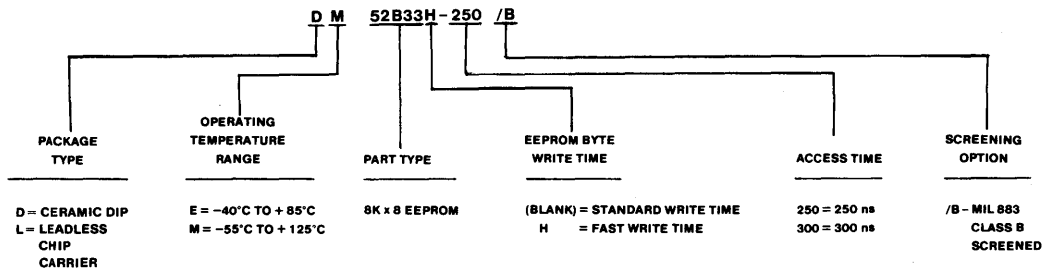 D M 52B33H-250 /B
PACKAGE
TYPE
OPERATING
TEMPERATURE
RANGE
PART TYPE
EEPROM BYTE
WRITE TIME
ACCESS TIME
SCREENING
OPTION
D = CERAMIC DIP
L = LEADLESS
CHIP
CARRIER
E = –40°C TO + 85°C
M = –55°C TO + 125°C
8K x 8 EEPROM
(BLANK) = STANDARD WRITE TIME
H = FAST WRITE TIME
250 = 250 ns
300 = 300 ns
/B – MIL 883
CLASS B
SCREENED